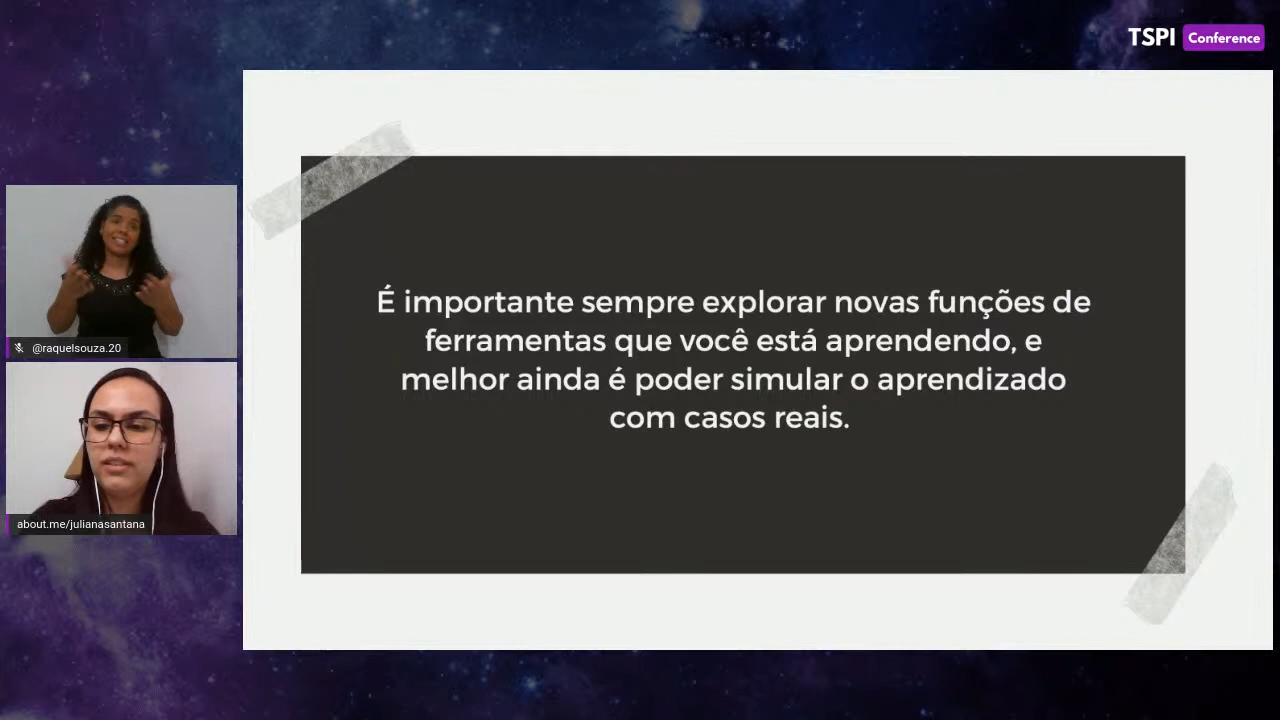 TSPI Conference
É importante sempre explorar novas funções de
ferramentas que você está aprendendo, e
melhor ainda é poder simular o aprendizado
com casos reais.
@raquelsouza.20
about.me/julianasantana